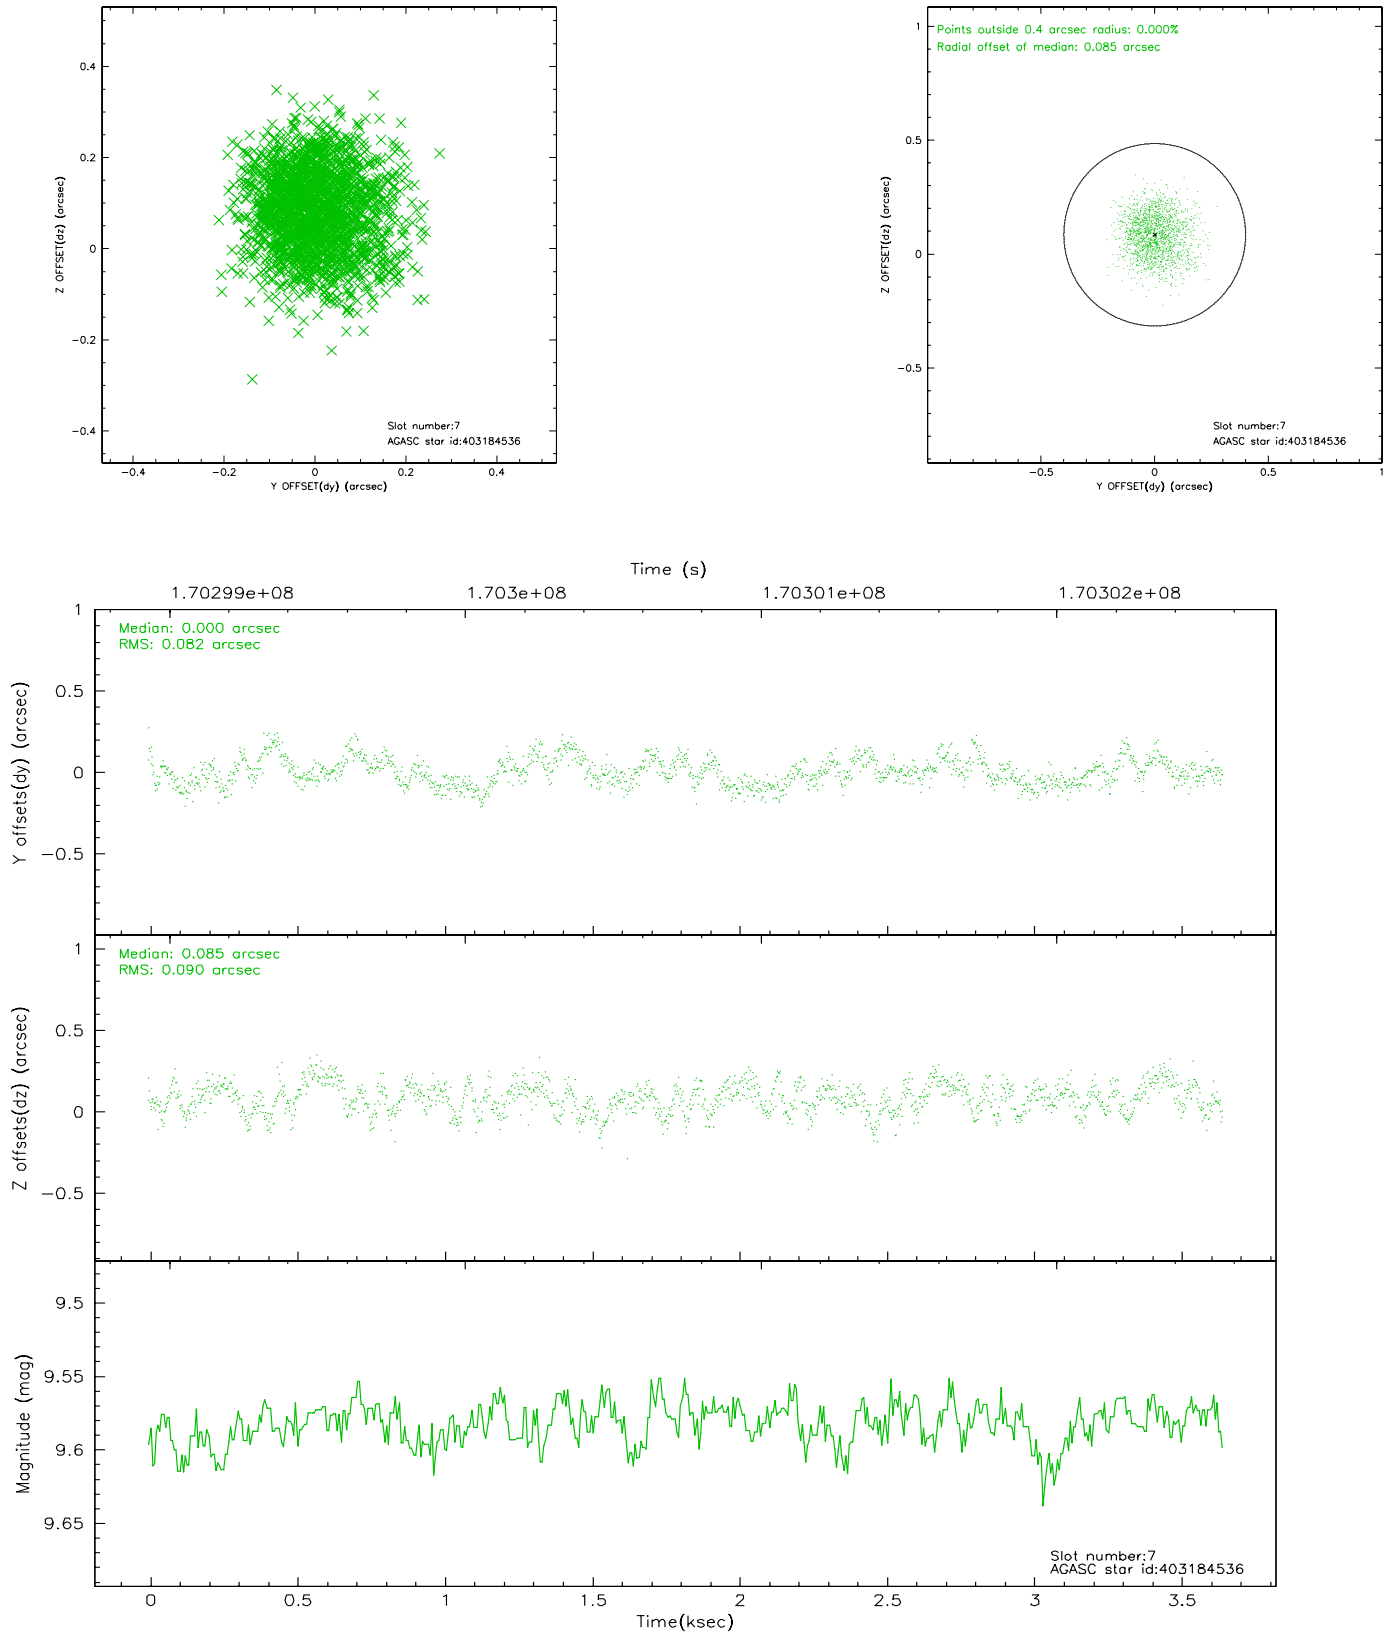 0.4
0.2
0
−0.2
−0.4
Z OFFSET(dz) (arcsec)
−0.4 −0.2 0 0.2 0.4
Y OFFSET(dy) (arcsec)
Slot number:7
AGASC star id:403184536
Points outside 0.4 arcsec radius: 0.000%
Radial offset of median: 0.085 arcsec
1
0.5
0
−0.5
Z OFFSET(dz) (arcsec)
−0.5 0 0.5 1
Y OFFSET(dy) (arcsec)
Slot number:7
AGASC star id:403184536
Time (s)
1.70299e+08 1.703e+08 1.70301e+08 1.70302e+08
Median: 0.000 arcsec
RMS: 0.082 arcsec
1
0.5
0
−0.5
Y offsets(dy) (arcsec)
Median: 0.085 arcsec
RMS: 0.090 arcsec
1
0.5
0
−0.5
Z offsets(dz) (arcsec)
9.5
9.55
9.6
9.65
Magnitude (mag)
Slot number:7
AGASC star id:403184536
0 0.5 1 1.5 2 2.5 3 3.5
Time(ksec)